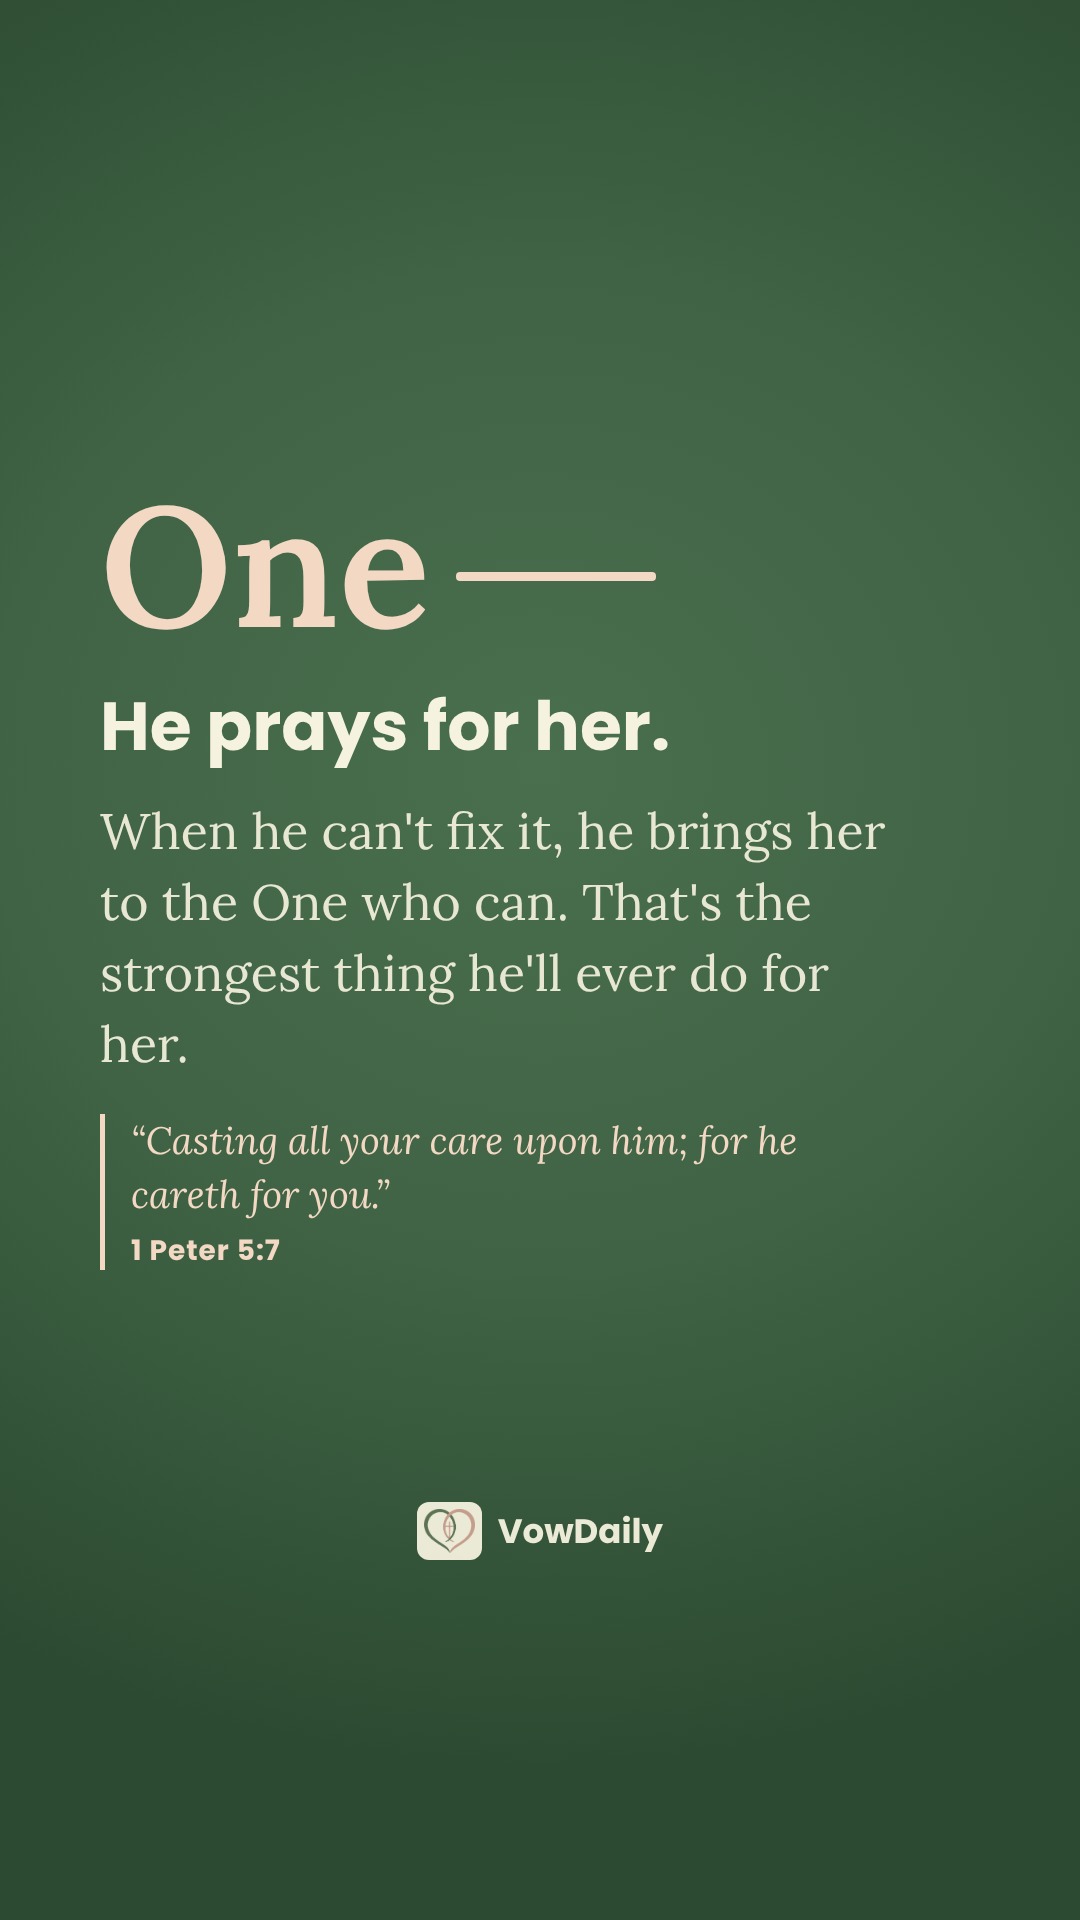 One —
He prays for her.
When he can't fix it, he brings her
to the One who can. That's the
strongest thing he'll ever do for
her.
“Casting all your care upon him; for he
careth for you.”
1 Peter 5:7
VowDaily